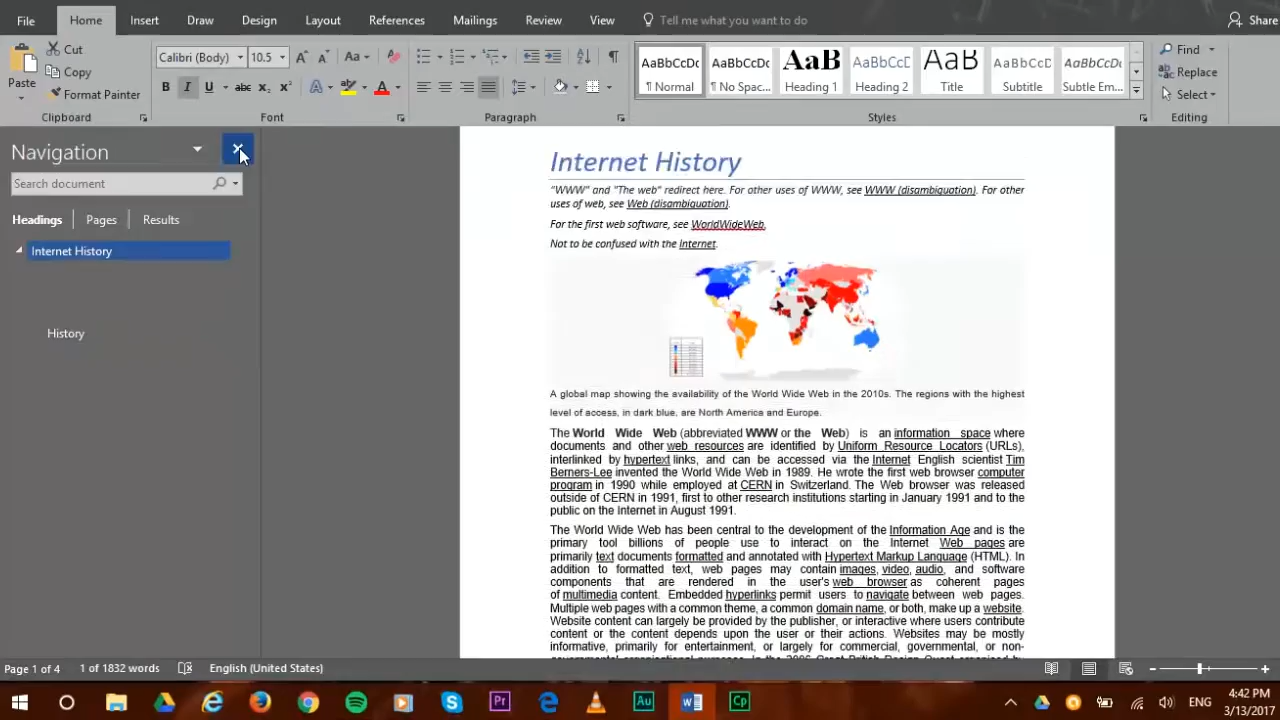 File Home Insert Draw Design Layout References Mailings Review View Tell me what you want to do Share
Paste Cut Copy Format Painter
Clipboard
Calibri (Body) 10.5 Aa
B I U abc x₂ x² A A
Font
Paragraph
AaBbCcDc AaBbCcDc AaB AaBbCcD AaB AaBbCcD AaBbCcDc
¶ Normal ¶ No Spac... Heading 1 Heading 2 Title Subtitle Subtle Em...
Styles
Find
Replace
Select
Editing
Navigation
Search document
Headings Pages Results
Internet History
History
Internet History
"WWW" and "The web" redirect here. For other uses of WWW, see WWW (disambiguation). For other
uses of web, see Web (disambiguation).
For the first web software, see WorldWideWeb.
Not to be confused with the Internet.
A global map showing the availability of the World Wide Web in the 2010s. The regions with the highest
level of access, in dark blue, are North America and Europe.
The World Wide Web (abbreviated WWW or the Web) is an information space where
documents and other web resources are identified by Uniform Resource Locators (URLs),
interlinked by hypertext links, and can be accessed via the Internet English scientist Tim
Berners-Lee invented the World Wide Web in 1989. He wrote the first web browser computer
program in 1990 while employed at CERN in Switzerland. The Web browser was released
outside of CERN in 1991, first to other research institutions starting in January 1991 and to the
public on the Internet in August 1991.
The World Wide Web has been central to the development of the Information Age and is the
primary tool billions of people use to interact on the Internet Web pages are
primarily text documents formatted and annotated with Hypertext Markup Language (HTML). In
addition to formatted text, web pages may contain images, video, audio, and software
components that are rendered in the user's web browser as coherent pages
of multimedia content. Embedded hyperlinks permit users to navigate between web pages.
Multiple web pages with a common theme, a common domain name, or both, make up a website.
Website content can largely be provided by the publisher, or interactive where users contribute
content or the content depends upon the user or their actions. Websites may be mostly
informative, primarily for entertainment, or largely for commercial, governmental, or non-
Page 1 of 4 1 of 1832 words English (United States)
Pr Au Cp ENG
4:42 PM
3/13/2017